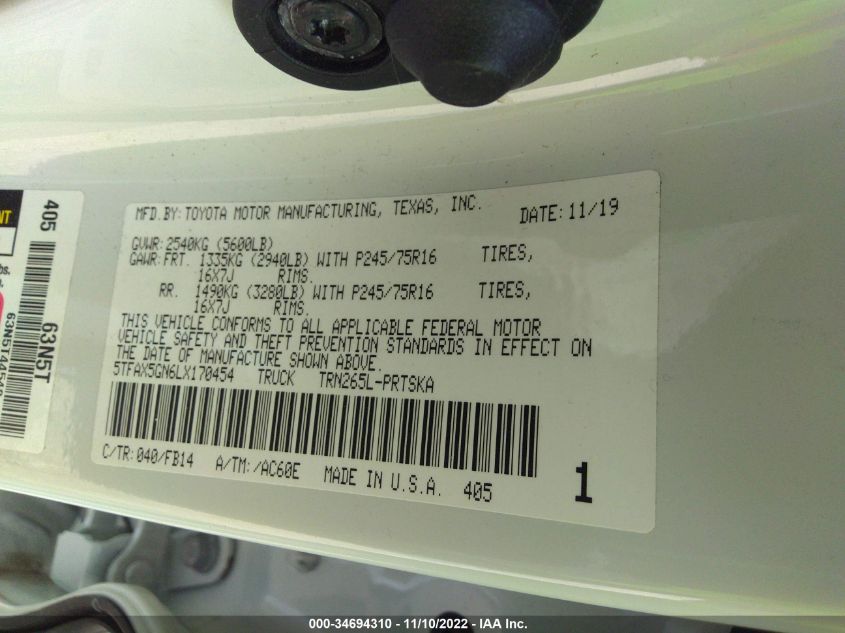 MFD.BY:TOYOTA MOTOR MANUFACTURING, TEXAS, INC. DATE:11/19
GVWR:2540KG (5600LB)
GAWR:FRT. 1335KG (2940LB) WITH P245/75R16 TIRES,
16X7J RIMS.
RR. 1490KG (3280LB) WITH P245/75R16 TIRES,
16X7J RIMS.
THIS VEHICLE CONFORMS TO ALL APPLICABLE FEDERAL MOTOR
VEHICLE SAFETY AND THEFT PREVENTION STANDARDS IN EFFECT ON
THE DATE OF MANUFACTURE SHOWN ABOVE.
5TFAX5GN6LX170454 TRUCK TRN265L-PRTSKA
C/TR:040/FB14 A/TM:/AC60E MADE IN U.S.A. 405 1
405
63N5T
000-34694310 - 11/10/2022 - IAA Inc.